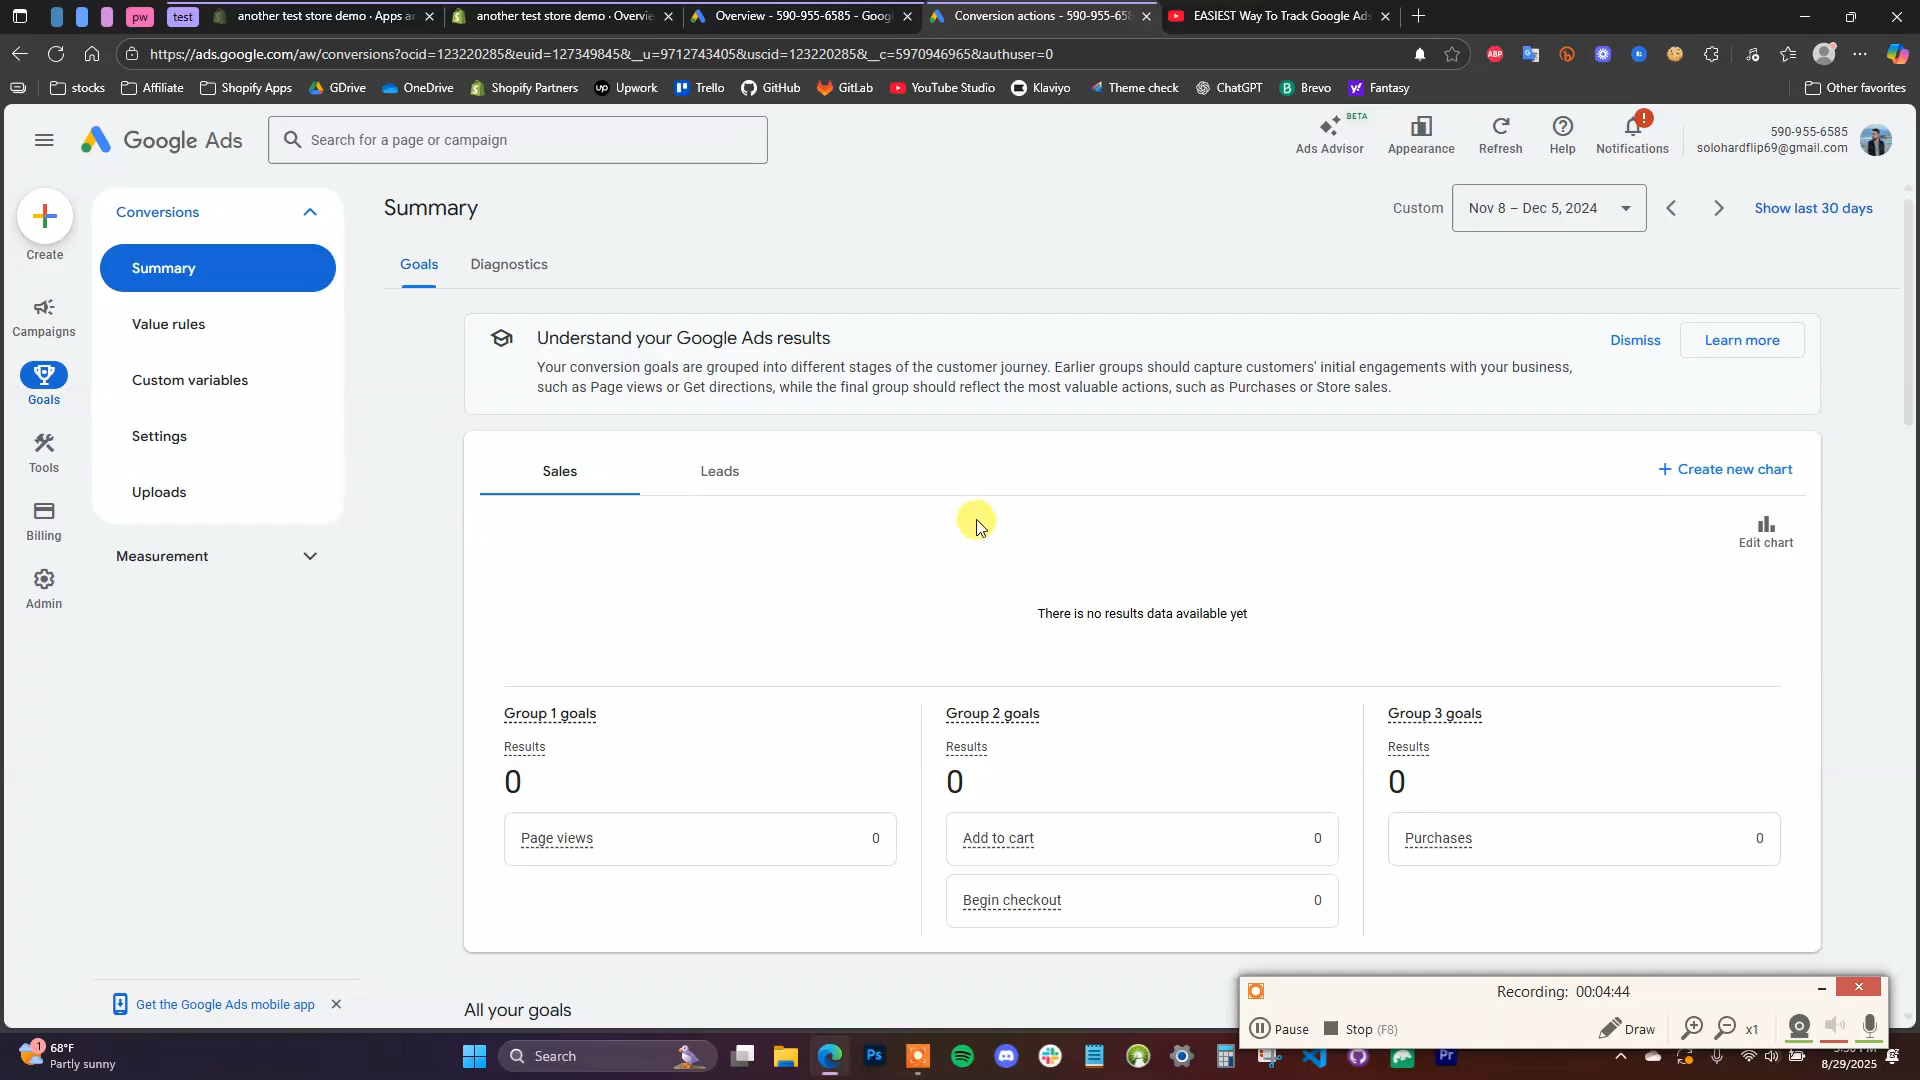 pw
test
another test store demo · Apps ar
another test store demo · Overvie
Overview - 590-955-6585 - Googl
Conversion actions - 590-955-658
EASIEST Way To Track Google Ads
https://ads.google.com/aw/conversions?ocid=123220285&euid=127349845&__u=9712743405&uscid=123220285&__c=5970946965&authuser=0
ABP
stocks
Affiliate
Shopify Apps
GDrive
OneDrive
Shopify Partners
Upwork
Trello
GitHub
GitLab
YouTube Studio
Klaviyo
Theme check
ChatGPT
Brevo
Fantasy
Other favorites
Google Ads
Search for a page or campaign
BETA
Ads Advisor
Appearance
Refresh
Help
Notifications
590-955-6585
solohardflip69@gmail.com
Create
Campaigns
Goals
Tools
Billing
Admin
Conversions
Summary
Value rules
Custom variables
Settings
Uploads
Measurement
Get the Google Ads mobile app
Summary
Custom
Nov 8 – Dec 5, 2024
Show last 30 days
Goals
Diagnostics
Understand your Google Ads results
Your conversion goals are grouped into different stages of the customer journey. Earlier groups should capture customers' initial engagements with your business,
such as Page views or Get directions, while the final group should reflect the most valuable actions, such as Purchases or Store sales.
Dismiss
Learn more
Sales
Leads
+ Create new chart
Edit chart
There is no results data available yet
Group 1 goals
Results
0
Page views 0
Group 2 goals
Results
0
Add to cart 0
Begin checkout 0
Group 3 goals
Results
0
Purchases 0
All your goals
Recording: 00:04:44
Pause
Stop (F8)
Draw
x1
1
68°F
Partly sunny
Search
Ps
Pr
8/29/2025